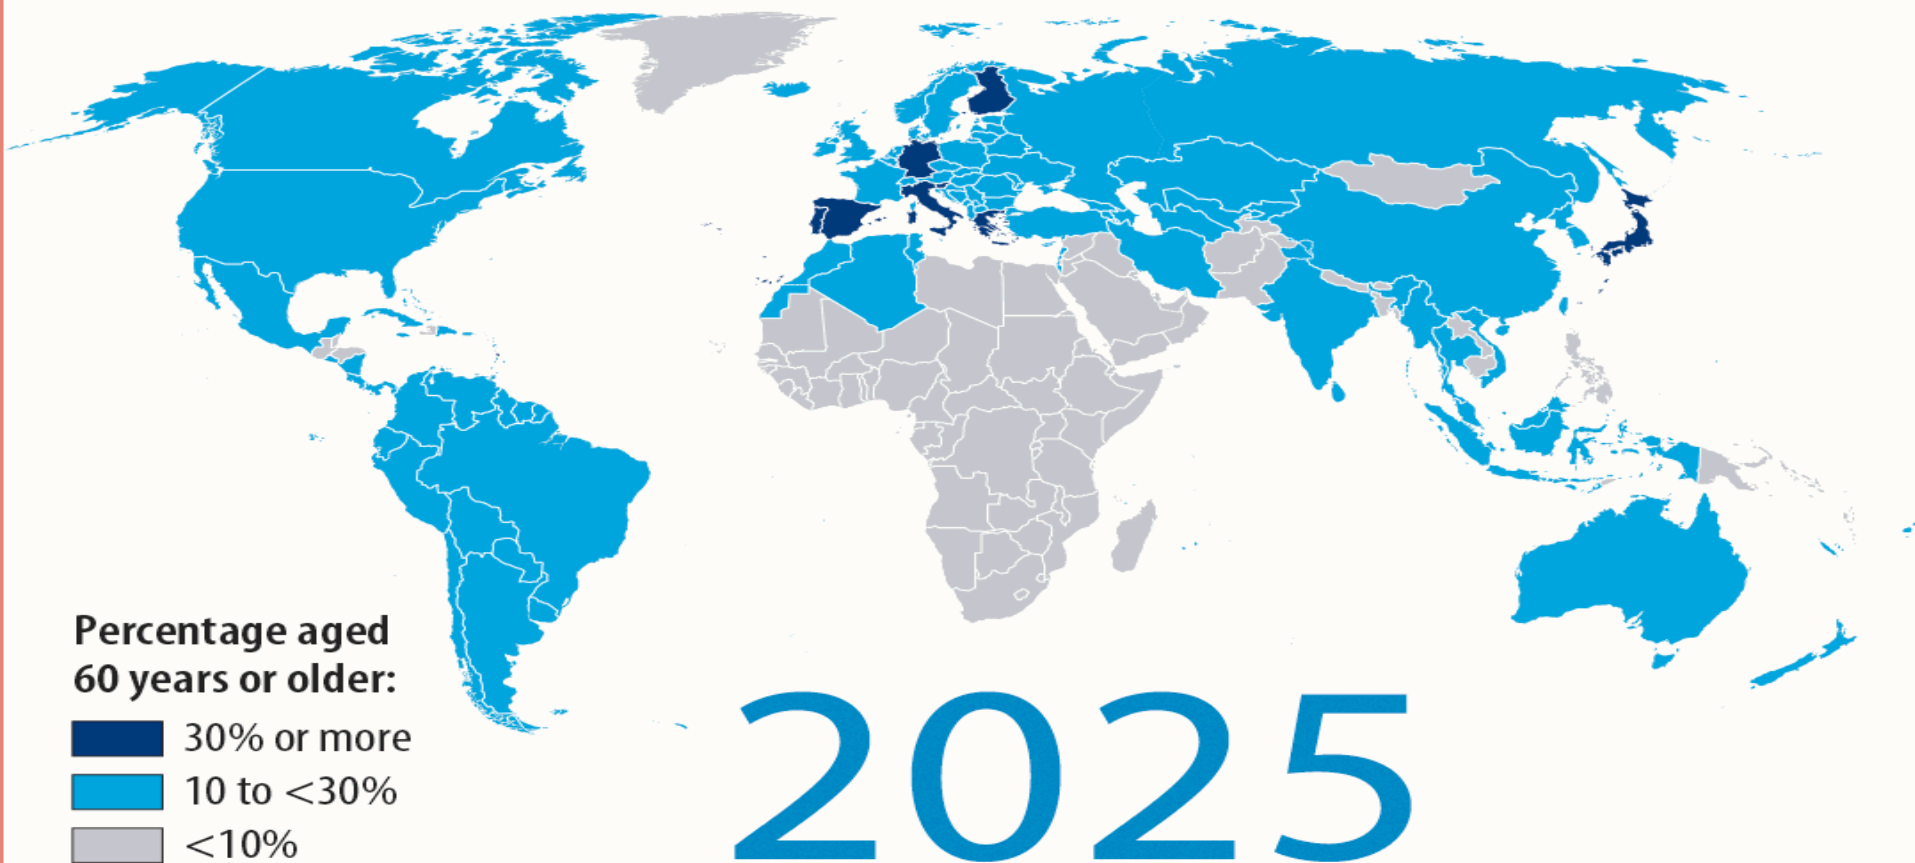 Percentage aged
60 years or older:
30% or more
10 to <30%
<10%
2025